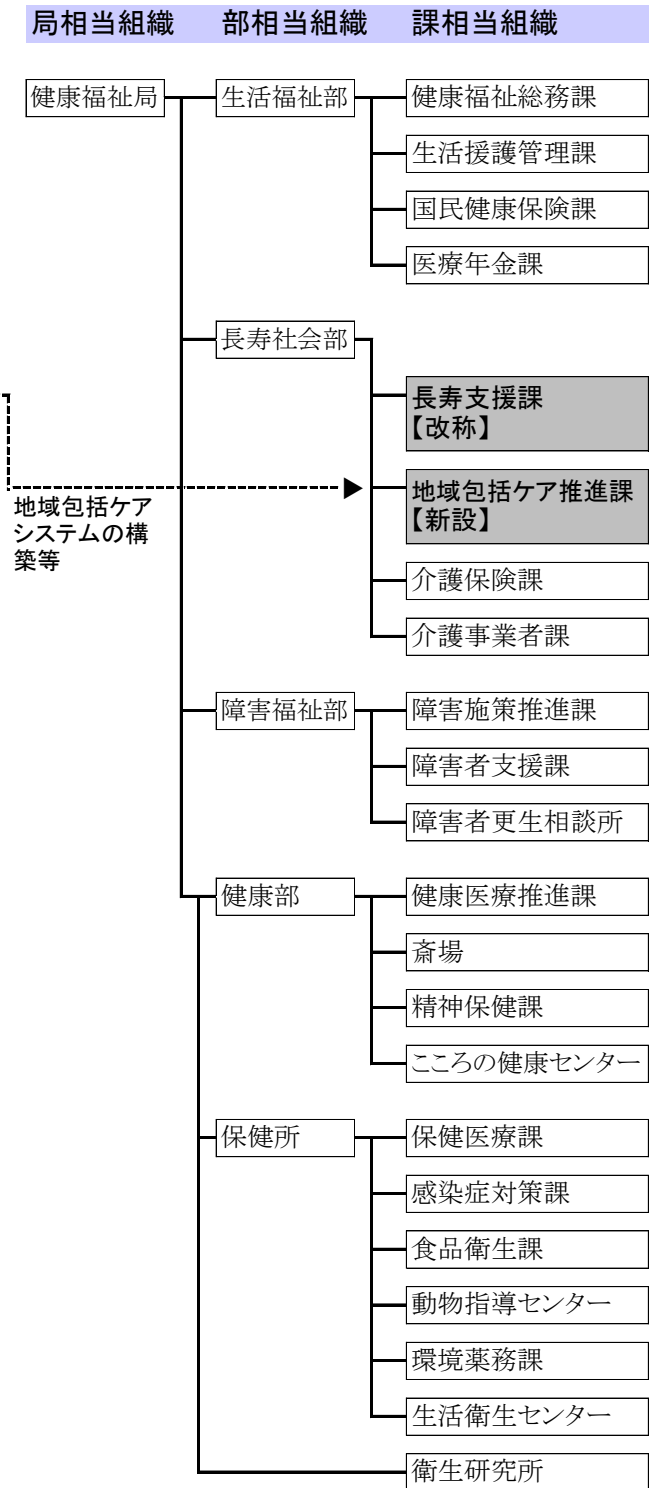 局相当組織 部相当組織 課相当組織
健康福祉局 生活福祉部 健康福祉総務課
生活援護管理課
国民健康保険課
医療年金課
長寿社会部
長寿支援課
【改称】
地域包括ケア推進課
【新設】
地域包括ケア
システムの構
築等
介護保険課
介護事業者課
障害福祉部 障害施策推進課
障害者支援課
障害者更生相談所
健康部 健康医療推進課
斎場
精神保健課
こころの健康センター
保健所 保健医療課
感染症対策課
食品衛生課
動物指導センター
環境薬務課
生活衛生センター
衛生研究所